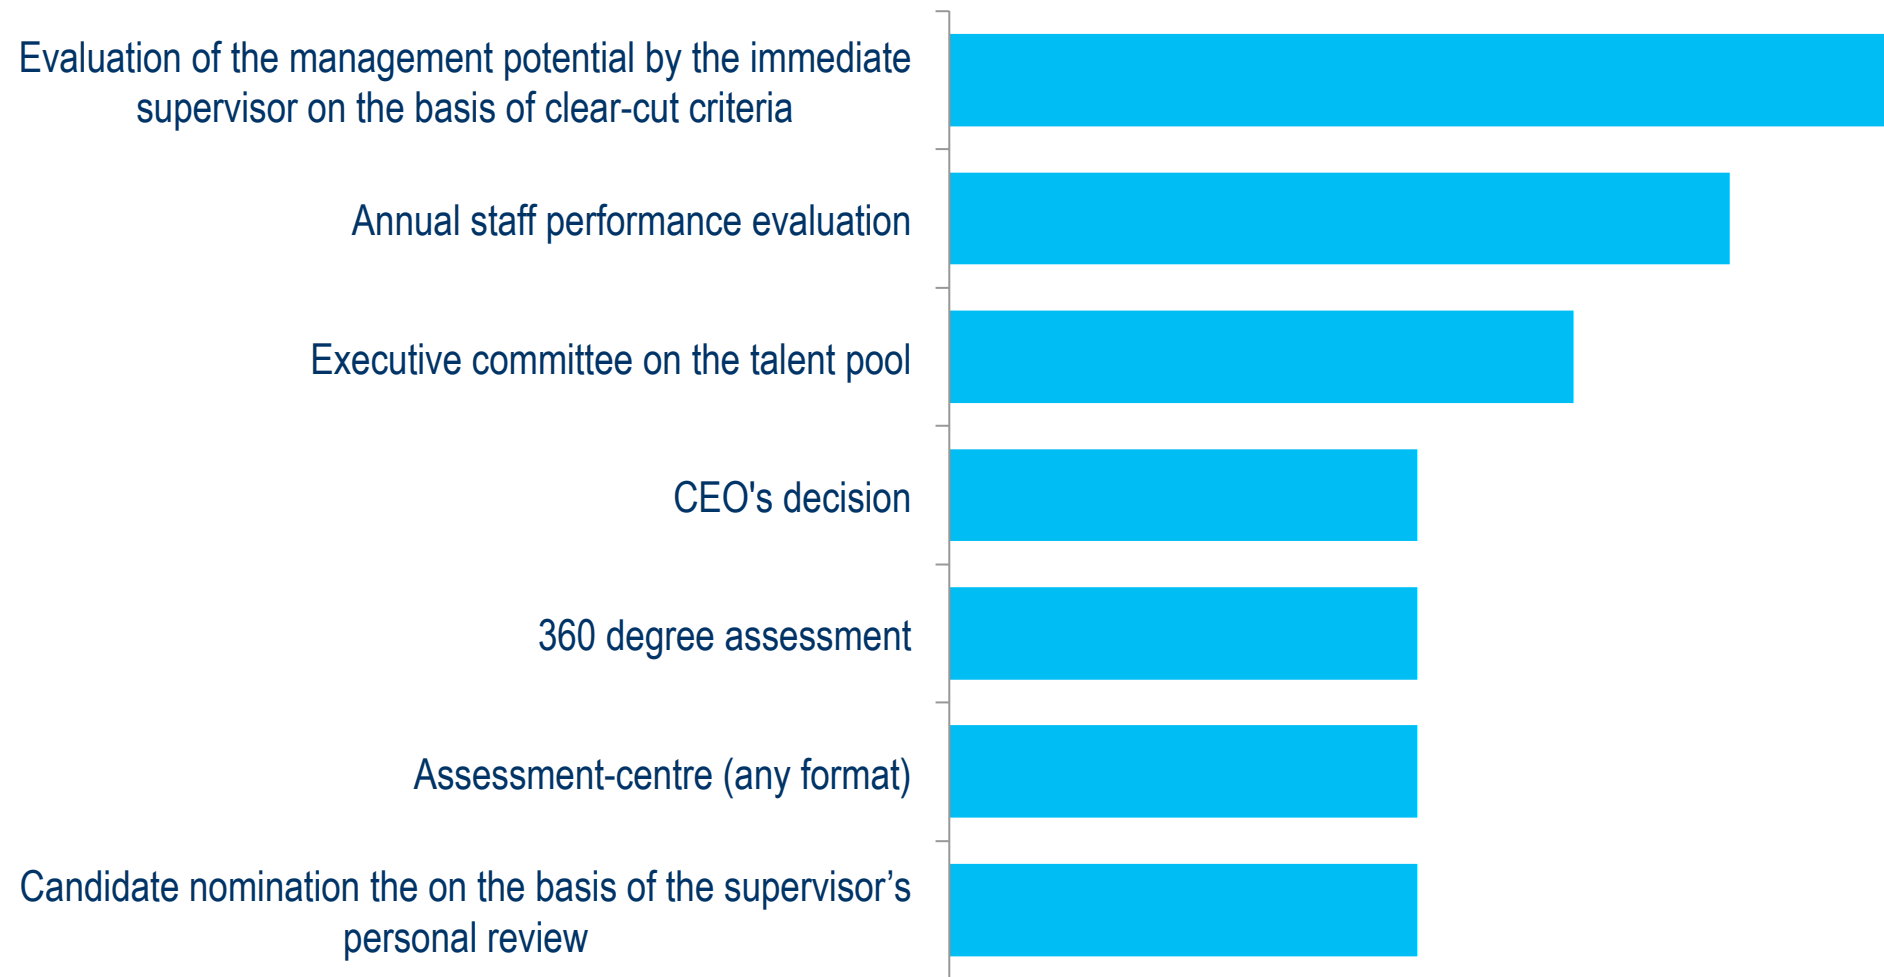 Evaluation of the management potential by the immediate
supervisor on the basis of clear-cut criteria
Annual staff performance evaluation
Executive committee on the talent pool
CEO's decision
360 degree assessment
Assessment-centre (any format)
Candidate nomination the on the basis of the supervisor’s
personal review